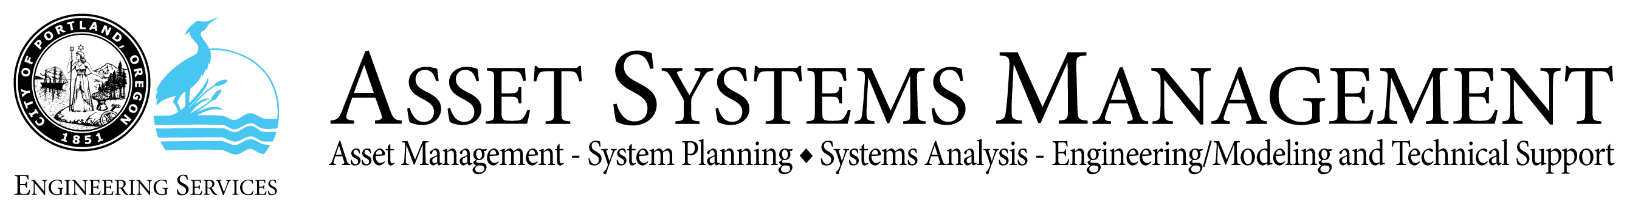 CITY OF PORTLAND, OREGON
1851
ENGINEERING SERVICES
ASSET SYSTEMS MANAGEMENT
Asset Management - System Planning ♦ Systems Analysis - Engineering/Modeling and Technical Support